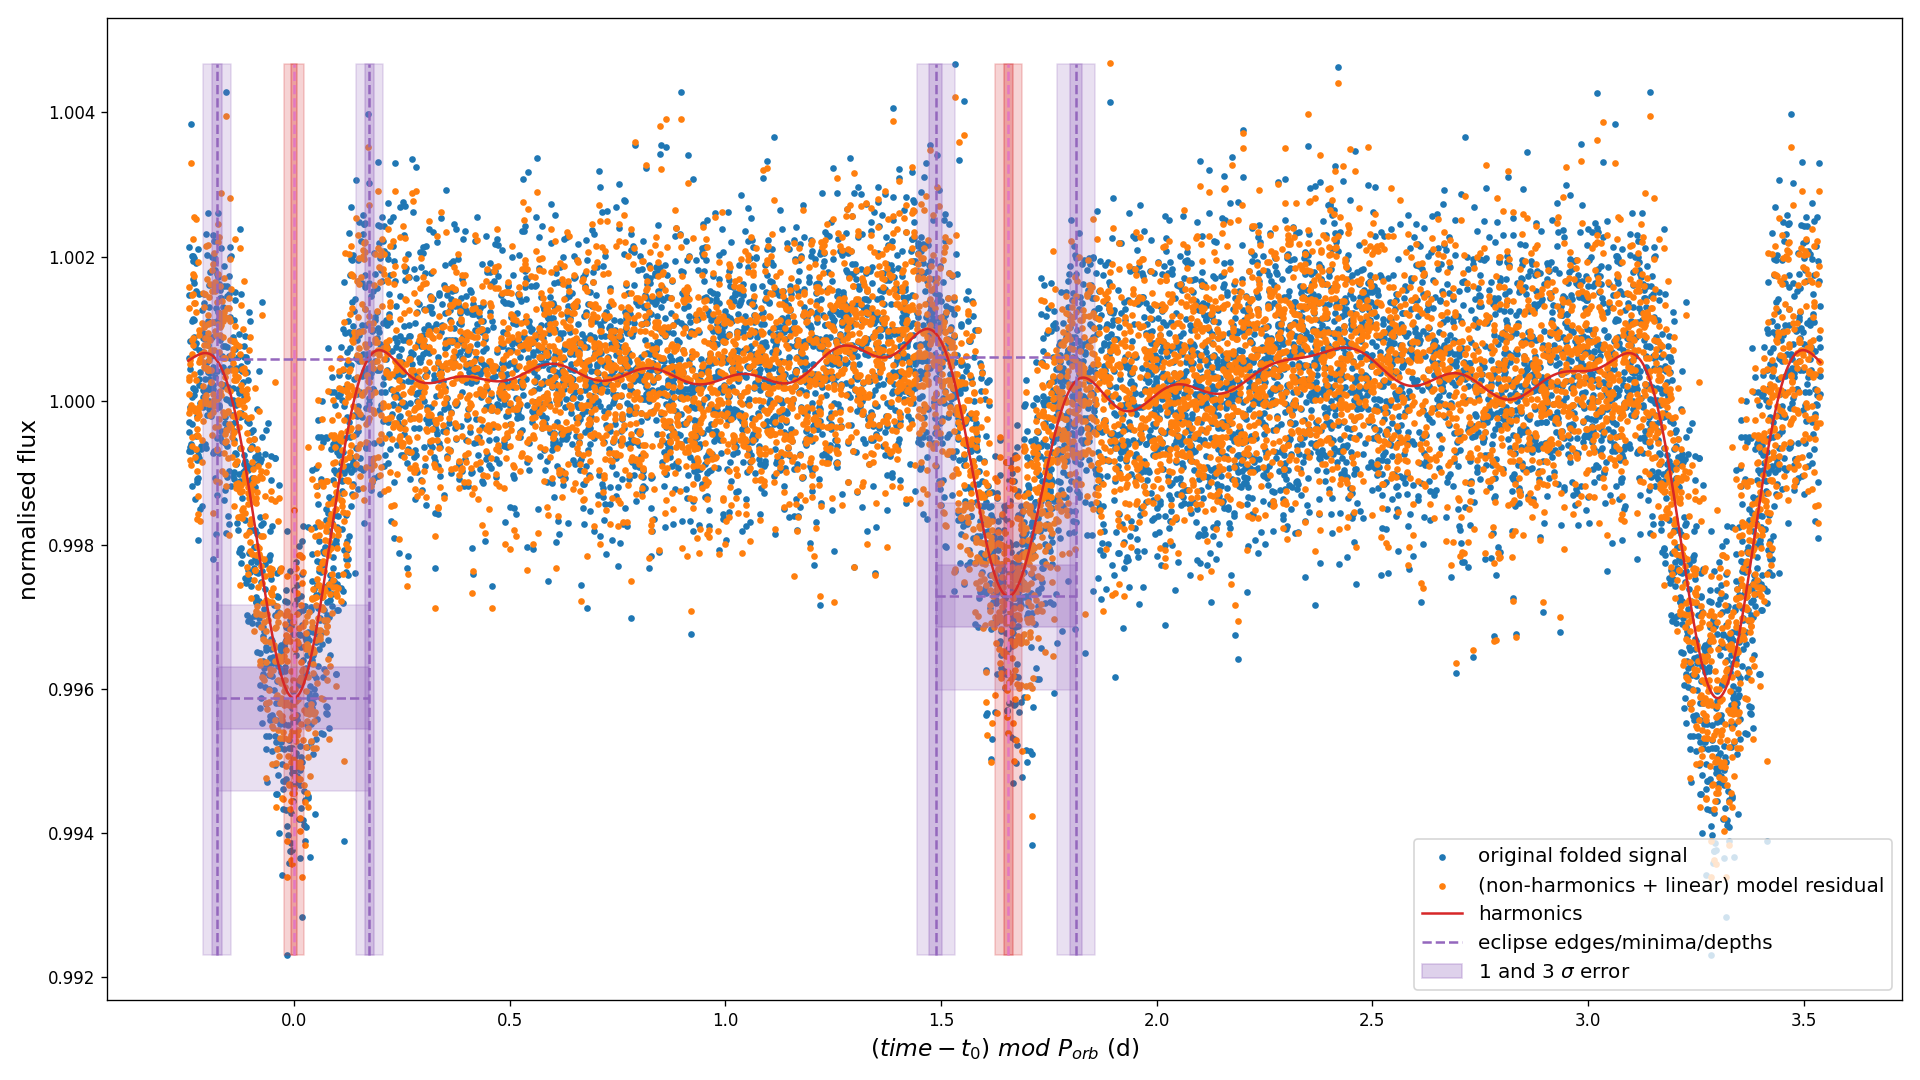 normalised flux
1.004
1.002
1.000
0.998
0.996
0.994
0.992
0.0 0.5 1.0 1.5 2.0 2.5 3.0 3.5
(time − t₀) mod Pₒᵣb (d)
original folded signal
(non-harmonics + linear) model residual
harmonics
eclipse edges/minima/depths
1 and 3 σ error